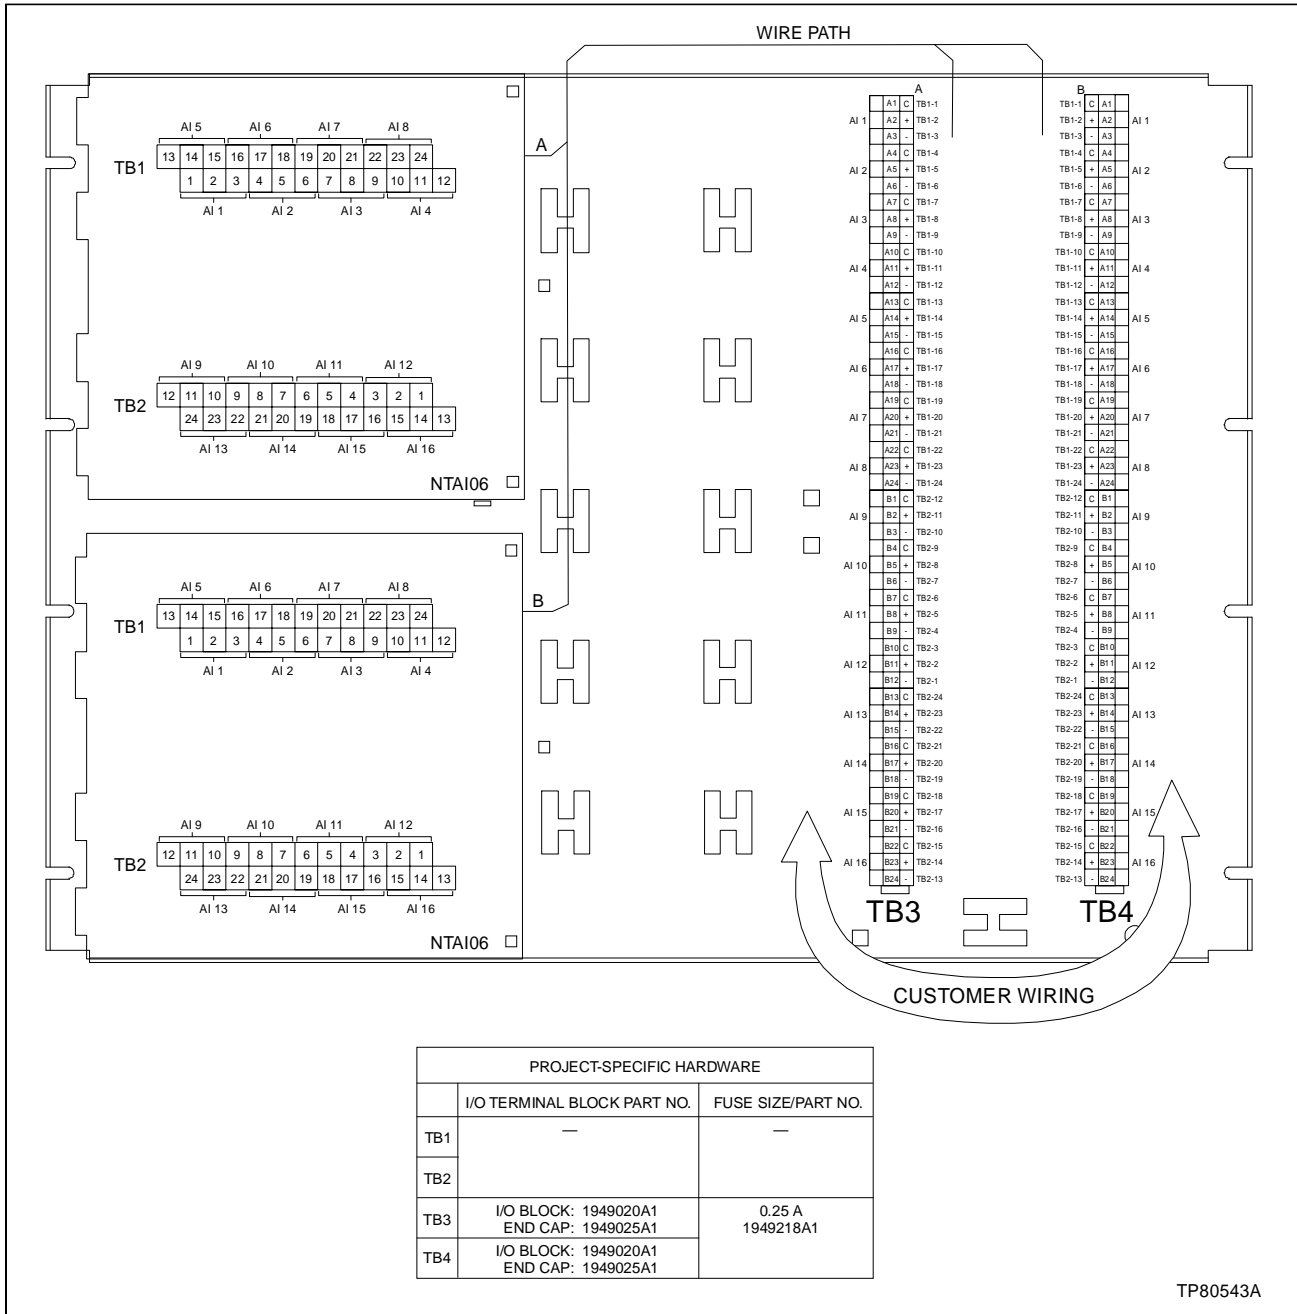 WIRE PATH
A
AI 5 AI 6 AI 7 AI 8
TB1
13 14 15 16 17 18 19 20 21 22 23 24
1 2 3 4 5 6 7 8 9 10 11 12
AI 1 AI 2 AI 3 AI 4
AI 9 AI 10 AI 11 AI 12
TB2
12 11 10 9 8 7 6 5 4 3 2 1
24 23 22 21 20 19 18 17 16 15 14 13
AI 13 AI 14 AI 15 AI 16
NTAI06
B
AI 5 AI 6 AI 7 AI 8
TB1
13 14 15 16 17 18 19 20 21 22 23 24
1 2 3 4 5 6 7 8 9 10 11 12
AI 1 AI 2 AI 3 AI 4
AI 9 AI 10 AI 11 AI 12
TB2
12 11 10 9 8 7 6 5 4 3 2 1
24 23 22 21 20 19 18 17 16 15 14 13
AI 13 AI 14 AI 15 AI 16
NTAI06
A B
A1 C TB1-1 TB1-1 C A1
AI 1 A2 + TB1-2 TB1-2 + A2 AI 1
A3 - TB1-3 TB1-3 - A3
A4 C TB1-4 TB1-4 C A4
AI 2 A5 + TB1-5 TB1-5 + A5 AI 2
A6 - TB1-6 TB1-6 - A6
A7 C TB1-7 TB1-7 C A7
AI 3 A8 + TB1-8 TB1-8 + A8 AI 3
A9 - TB1-9 TB1-9 - A9
A10 C TB1-10 TB1-10 C A10
AI 4 A11 + TB1-11 TB1-11 + A11 AI 4
A12 - TB1-12 TB1-12 - A12
A13 C TB1-13 TB1-13 C A13
AI 5 A14 + TB1-14 TB1-14 + A14 AI 5
A15 - TB1-15 TB1-15 - A15
A16 C TB1-16 TB1-16 C A16
AI 6 A17 + TB1-17 TB1-17 + A17 AI 6
A18 - TB1-18 TB1-18 - A18
A19 C TB1-19 TB1-19 C A19
AI 7 A20 + TB1-20 TB1-20 + A20 AI 7
A21 - TB1-21 TB1-21 - A21
A22 C TB1-22 TB1-22 C A22
AI 8 A23 + TB1-23 TB1-23 + A23 AI 8
A24 - TB1-24 TB1-24 - A24
B1 C TB2-12 TB2-12 C B1
AI 9 B2 + TB2-11 TB2-11 + B2 AI 9
B3 - TB2-10 TB2-10 - B3
B4 C TB2-9 TB2-9 C B4
AI 10 B5 + TB2-8 TB2-8 + B5 AI 10
B6 - TB2-7 TB2-7 - B6
B7 C TB2-6 TB2-6 C B7
AI 11 B8 + TB2-5 TB2-5 + B8 AI 11
B9 - TB2-4 TB2-4 - B9
B10 C TB2-3 TB2-3 C B10
AI 12 B11 + TB2-2 TB2-2 + B11 AI 12
B12 - TB2-1 TB2-1 - B12
B13 C TB2-24 TB2-24 C B13
AI 13 B14 + TB2-23 TB2-23 + B14 AI 13
B15 - TB2-22 TB2-22 - B15
B16 C TB2-21 TB2-21 C B16
AI 14 B17 + TB2-20 TB2-20 + B17 AI 14
B18 - TB2-19 TB2-19 - B18
B19 C TB2-18 TB2-18 C B19
AI 15 B20 + TB2-17 TB2-17 + B20 AI 15
B21 - TB2-16 TB2-16 - B21
B22 C TB2-15 TB2-15 C B22
AI 16 B23 + TB2-14 TB2-14 + B23 AI 16
B24 - TB2-13 TB2-13 - B24
TB3 TB4
CUSTOMER WIRING
PROJECT-SPECIFIC HARDWARE
I/O TERMINAL BLOCK PART NO. FUSE SIZE/PART NO.
TB1 — —
TB2
TB3 I/O BLOCK: 1949020A1 0.25 A
END CAP: 1949025A1 1949218A1
TB4 I/O BLOCK: 1949020A1
END CAP: 1949025A1
TP80543A